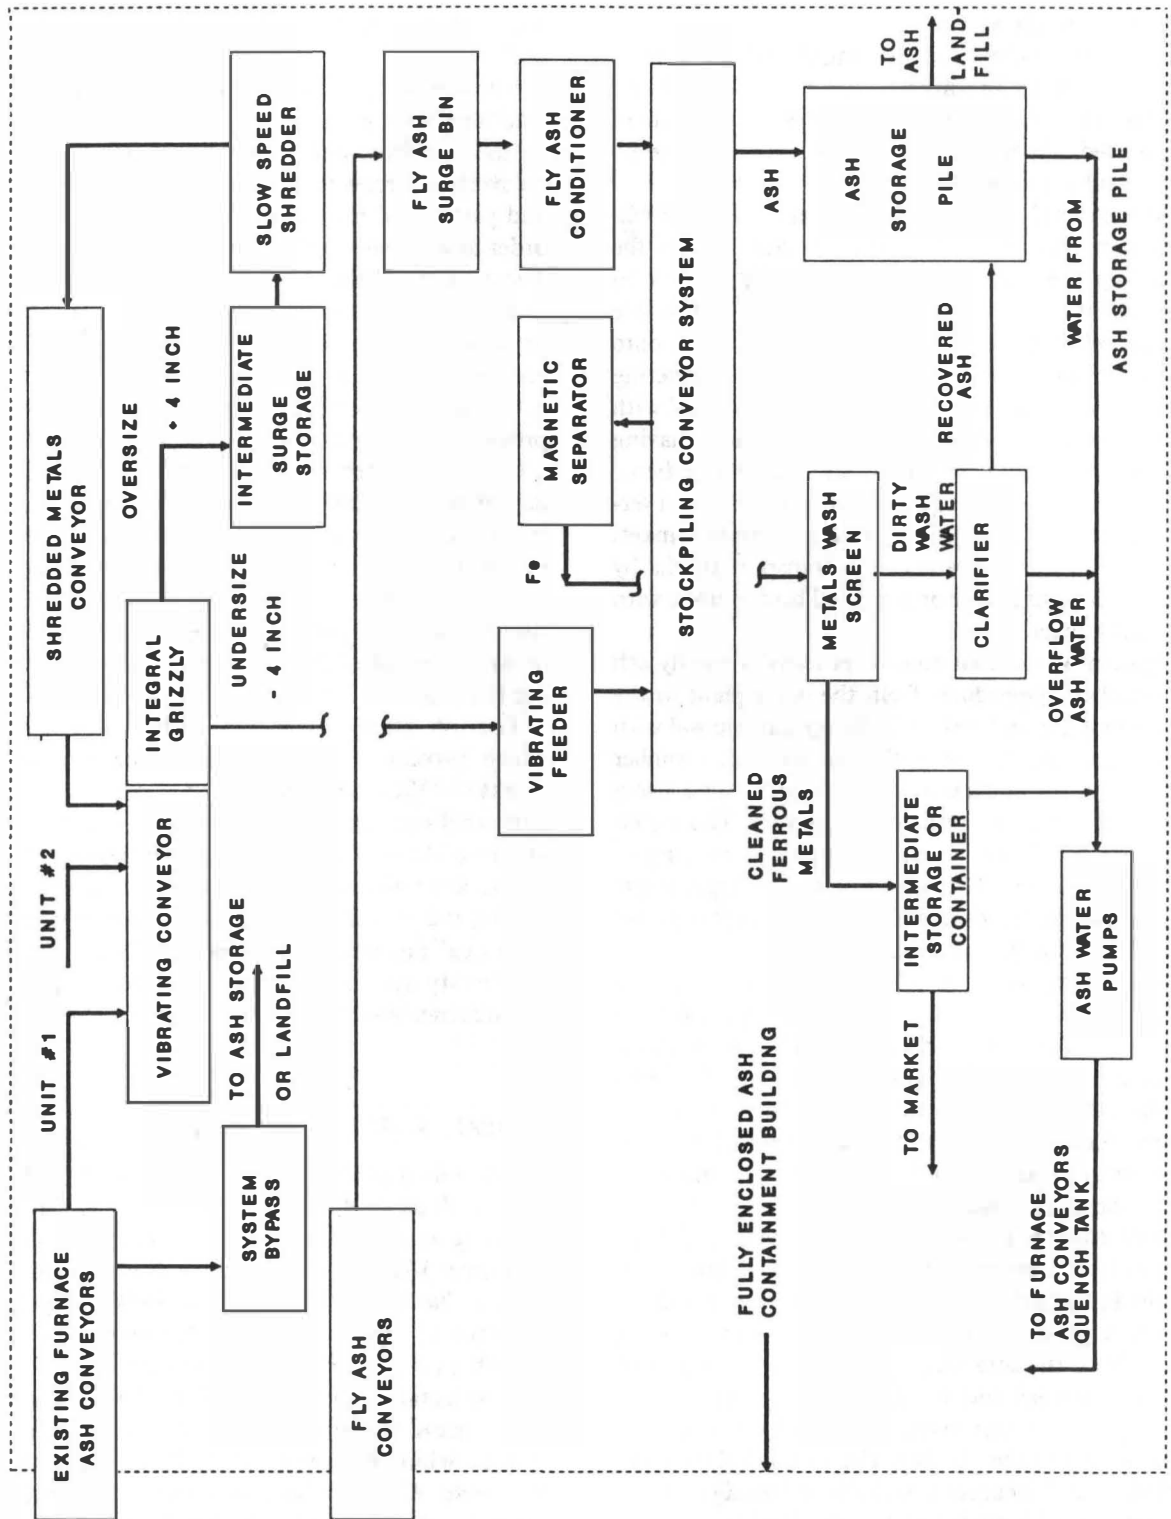 EXISTING FURNACE
ASH CONVEYORS
UNIT #1
UNIT #2
SHREDDED METALS
CONVEYOR
VIBRATING CONVEYOR
INTEGRAL
GRIZZLY
OVERSIZE
+ 4 INCH
SYSTEM
BYPASS
TO ASH STORAGE
OR LANDFILL
UNDERSIZE
- 4 INCH
INTERMEDIATE
SURGE
STORAGE
SLOW SPEED
SHREDDER
FLY ASH
CONVEYORS
FLY ASH
SURGE BIN
VIBRATING
FEEDER
Fe
MAGNETIC
SEPARATOR
FLY ASH
CONDITIONER
STOCKPILING CONVEYOR SYSTEM
FULLY ENCLOSED ASH
CONTAINMENT BUILDING
CLEANED
FERROUS
METALS
METALS WASH
SCREEN
ASH
ASH
STORAGE
PILE
TO
ASH
LAND-
FILL
DIRTY
WASH
WATER
RECOVERED
ASH
TO MARKET
INTERMEDIATE
STORAGE OR
CONTAINER
CLARIFIER
TO FURNACE
ASH CONVEYORS
QUENCH TANK
ASH WATER
PUMPS
OVERFLOW
ASH WATER
WATER FROM
ASH STORAGE PILE